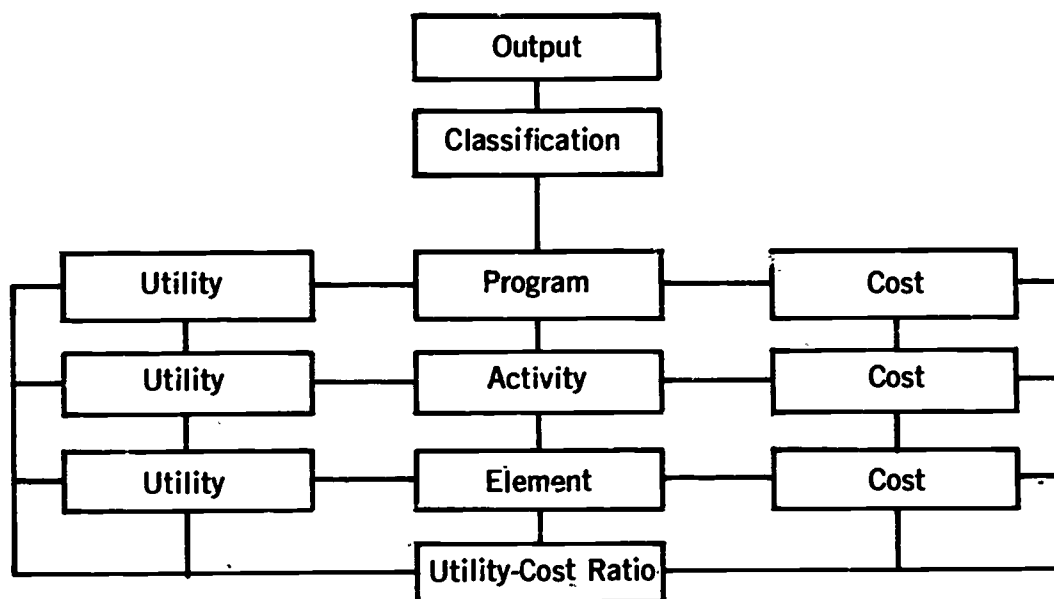 Output
Classification
Utility Program Cost
Utility Activity Cost
Utility Element Cost
Utility-Cost Ratio